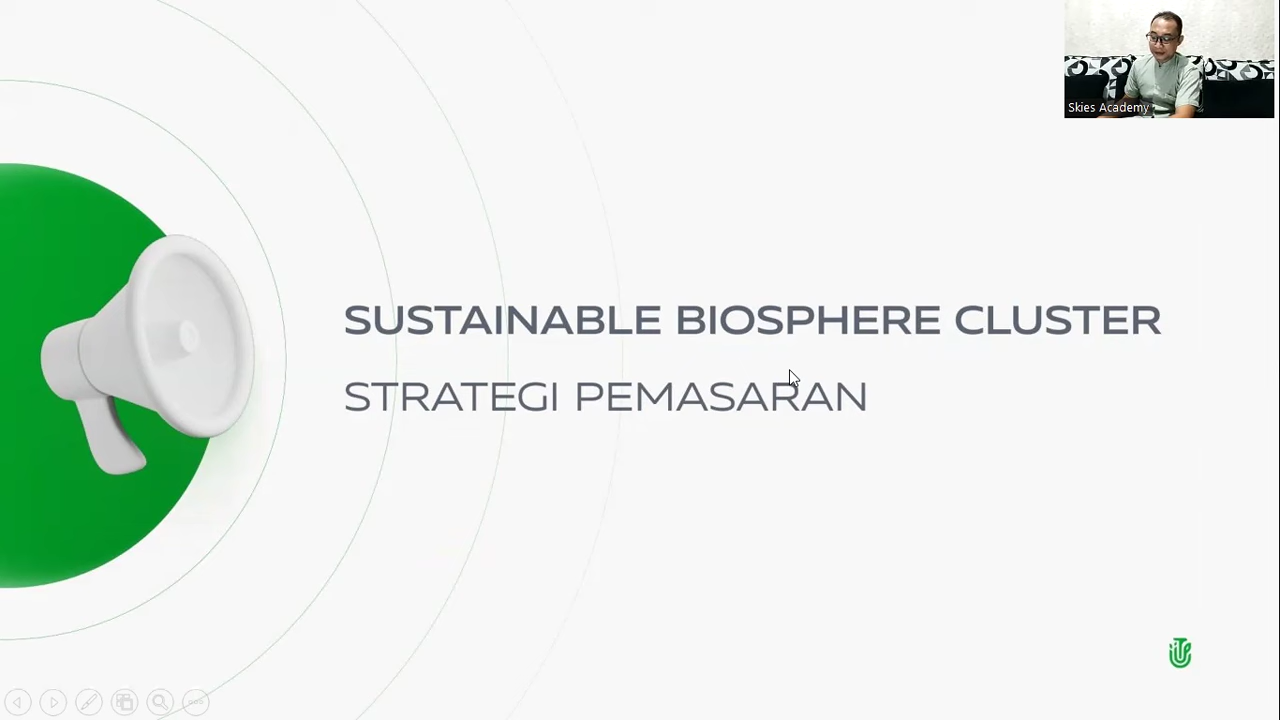 Skies Academy
SUSTAINABLE BIOSPHERE CLUSTER
STRATEGI PEMASARAN